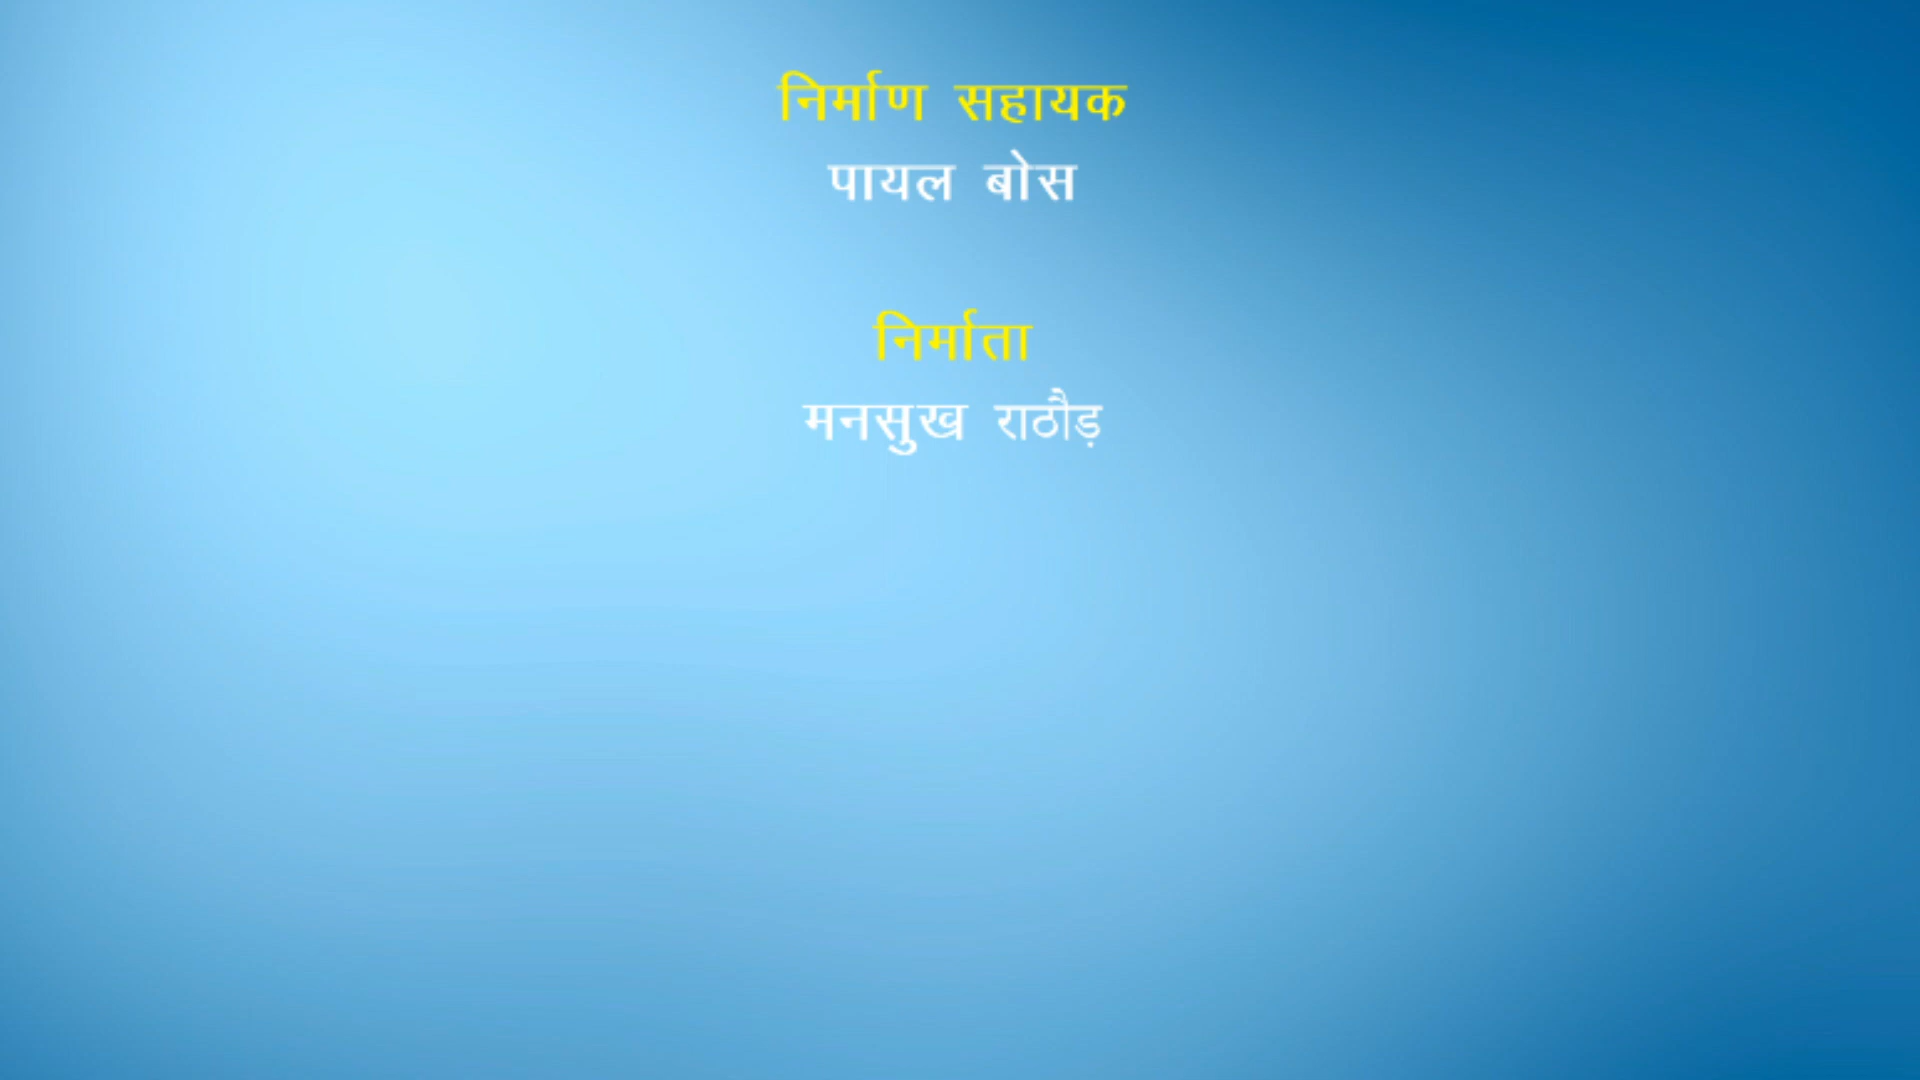 निर्माण सहायक
पायल बोस
निर्माता
मनसुख राठौड़